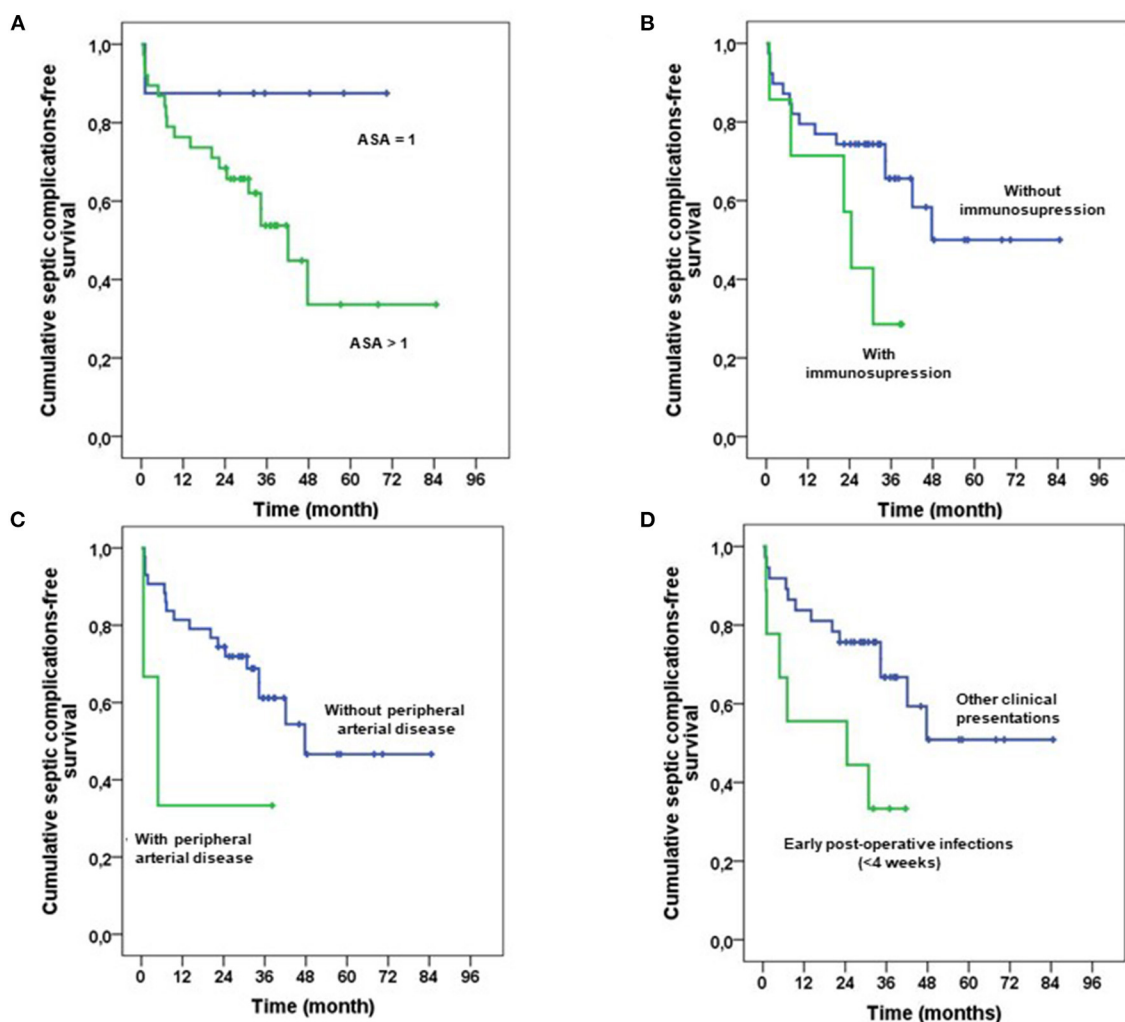 A
Cumulative septic complications-free
survival
1,0
0,8
0,6
0,4
0,2
0,0
ASA = 1
ASA > 1
0 12 24 36 48 60 72 84 96
Time (month)
B
Cumulative septic complications-free
survival
1,0
0,8
0,6
0,4
0,2
0,0
Without
immunosupression
With
immunosupression
0 12 24 36 48 60 72 84 96
Time (month)
C
Cumulative septic complications-free
survival
1,0
0,8
0,6
0,4
0,2
0,0
Without peripheral
arterial disease
With peripheral
arterial disease
0 12 24 36 48 60 72 84 96
Time (month)
D
Cumulative septic complications-free
survival
1,0
0,8
0,6
0,4
0,2
0,0
Other clinical
presentations
Early post-operative infections
(<4 weeks)
0 12 24 36 48 60 72 84 96
Time (months)